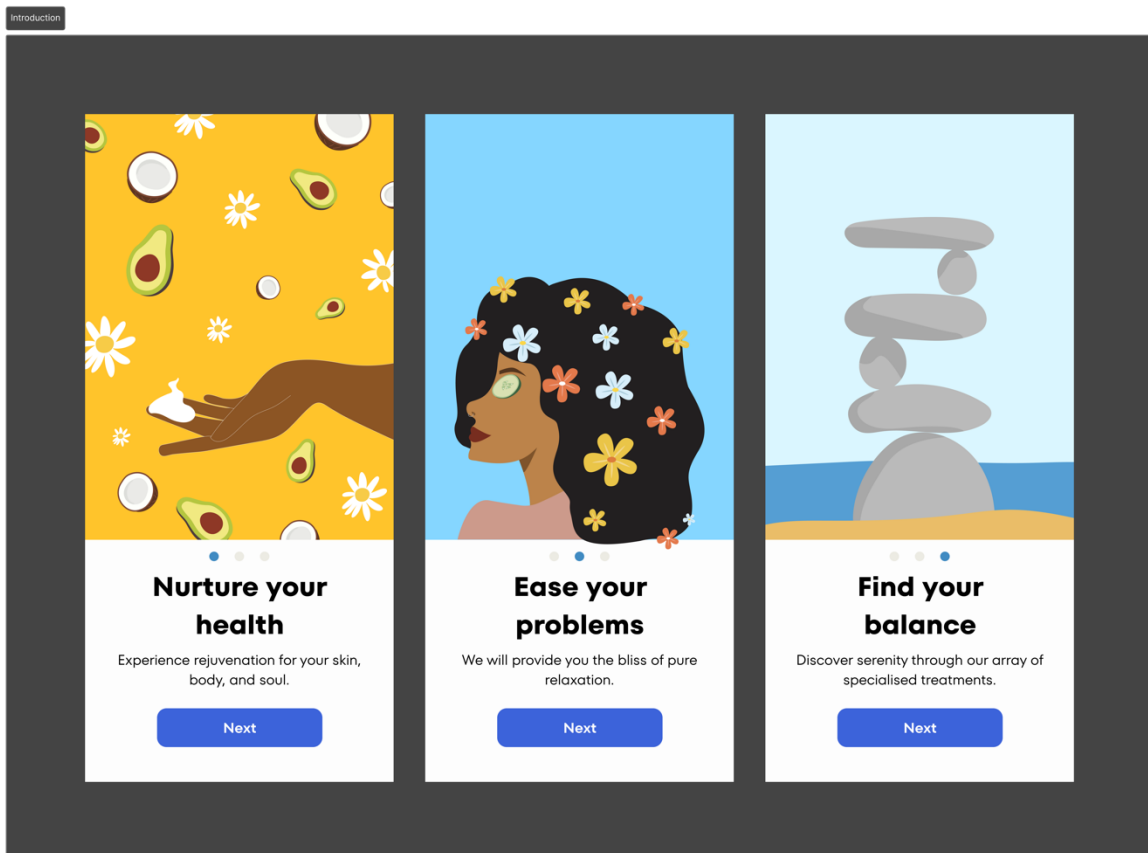 Introduction
Nurture your
health
Experience rejuvenation for your skin,
body, and soul.
Next
Ease your
problems
We will provide you the bliss of pure
relaxation.
Next
Find your
balance
Discover serenity through our array of
specialised treatments.
Next